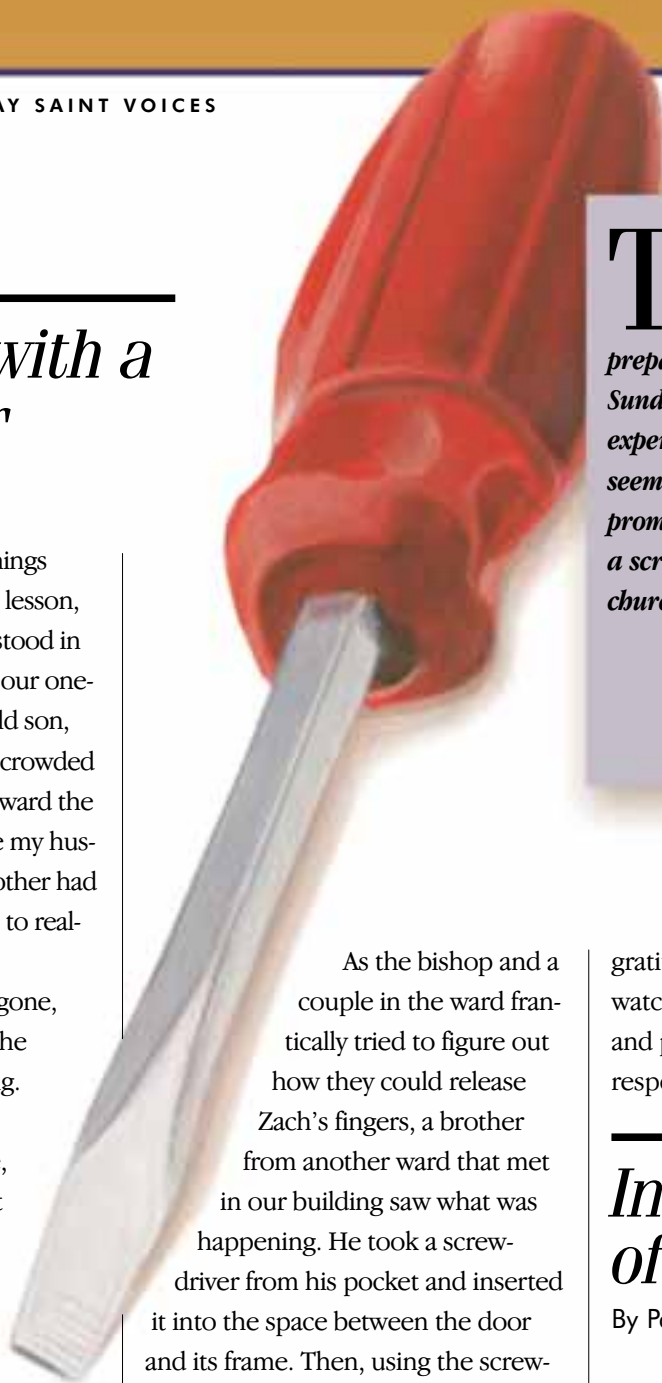 AY SAINT VOICES
with a
nings
lesson,
stood in
our one-
ld son,
crowded
ward the
e my hus-
other had
to real-
gone,
he
g.
As the bishop and a
couple in the ward fran-
tically tried to figure out
how they could release
Zach's fingers, a brother
from another ward that met
in our building saw what was
happening. He took a screw-
driver from his pocket and inserted
it into the space between the door
and its frame. Then, using the screw-
T
prepa
Sund
exper
seem
prom
a scr
churc
grati
watc
and p
respo
In
of
By Pe